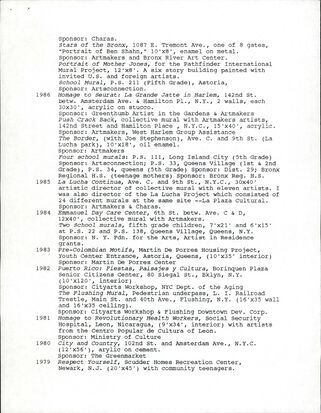 Sponsor: Charas.
Stars of the Bronx, 1087 E. Tremont Ave., one of 8 gates,
"Portrait of Ben Shahn," 10'x8', enamel on metal.
Sponsor: Artmakers and Bronx River Art Center.
Portrait of Mother Jones, for the Pathfinder International
Mural Project, 12'x8'. A six story building painted with
invited U.S. and foreign artists.
School Mural, P.S. 211 (Fifth Grade), Astoria,
Sponsor: Artsconnection.
1986 Homage to Seurat: La Grande Jatte in Harlem, 142nd St.
betw. Amsterdam Ave. & Hamilton Pl., N.Y., 2 walls, each
30'x30', acrylic on stucco.
Sponsor: Greenthumb Artist in the Gardens & Artmakers
Push Crack Back, collective mural with Artmakers artists,
142nd Street and Hamilton Place, N.Y.C., 15'x40', acrylic.
Sponsor: Artmakers, West Harlem Group Assistance
The Border, (with Joe Stephenson), Ave. C. and 9th St. (La
Lucha park), 10'x18', oil enamel.
Sponsor: Artmakers
Four school murals: P.S. 111, Long Island City (5th Grade)
Sponsor: Artsconnection; P.S. 33, Queens Village (1st & 2nd
Grade), P.S. 34, queens (5th Grade) Sponsor: Dist. 29; Bronx
Regional H.S. (teenage mothers) Sponsor: Bronx Reg. H.S.
1985 La Lucha Continua, Ave. C. and 9th St., N.Y.C., 30x40'
artistic director of collective mural with eleven artists. I
was also director of the La Lucha Project which consisted of
24 different murals at the same site --La Plaza Cultural.
Sponsor: Artmakers & Charas.
1984 Emmanuel Day Care Center, 6th St. betw. Ave. C & D,
12X40', collective mural with Artmakers.
Two School murals, fifth grade children, 7'x21' and 6'x15'
at P.S. 22 and P.S. 138, Queens Village, Queens, N.Y.
Sponsor: N. Y. Fdn. for the Arts, Artist in Residence
grants.
1983 Pre-Colombian Motifs, Martin De Porres Housing Project,
Youth Center Entrance, Astoria, Queens, (10'x35' interior)
Sponsor: Martin De Porres Center
1982 Puerto Rico: Fiestas, Paisajes y Cultura, Borinquen Plaza
Senior Citizens Center, 80 Siegal St., Bklyn, N.Y.
(10'x120', interior)
Sponsor: Cityarts Workshop, NYC Dept. of the Aging
The Flushing Mural, Pedestrian underpass, L. I. Railroad
Trestle, Main St. and 40th Ave., Flushing, N.Y. (16'x35 wall
and 16'x35 ceiling).
Sponsor: Cityarts Workshop & Flushing Downtown Dev. Corp.
1981 Homage to Revolutionary Health Workers, Social Security
Hospital, Leon, Nicaragua, (9'x34', interior) with artists
from the Centro Popular de Cultura of Leon.
Sponsor: Ministry of Culture
1980 City and Country, 102nd St. and Amsterdam Ave., N.Y.C.
(12'x56'), arylic on cement.
Sponsor: The Greenmarket
1979 Respect Yourself, Scudder Homes Recreation Center,
Newark, N.J. (20'x45') with community teenagers.